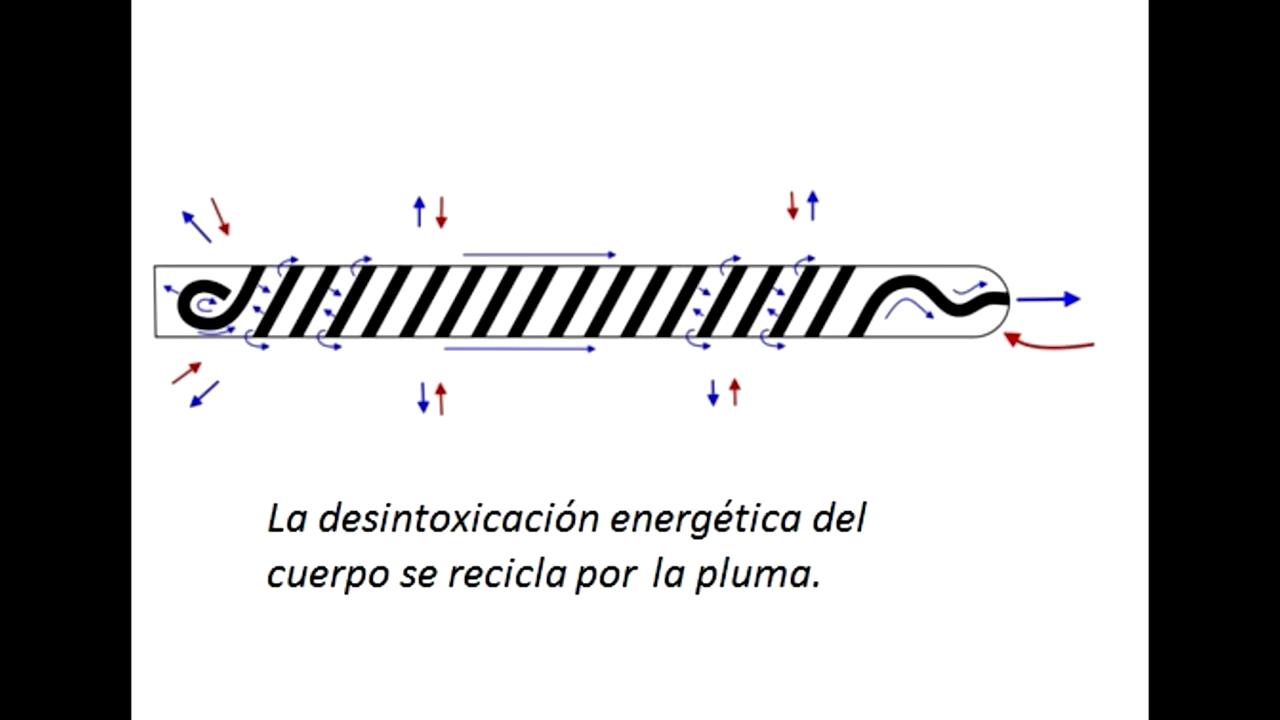 La desintoxicación energética del
cuerpo se recicla por la pluma.